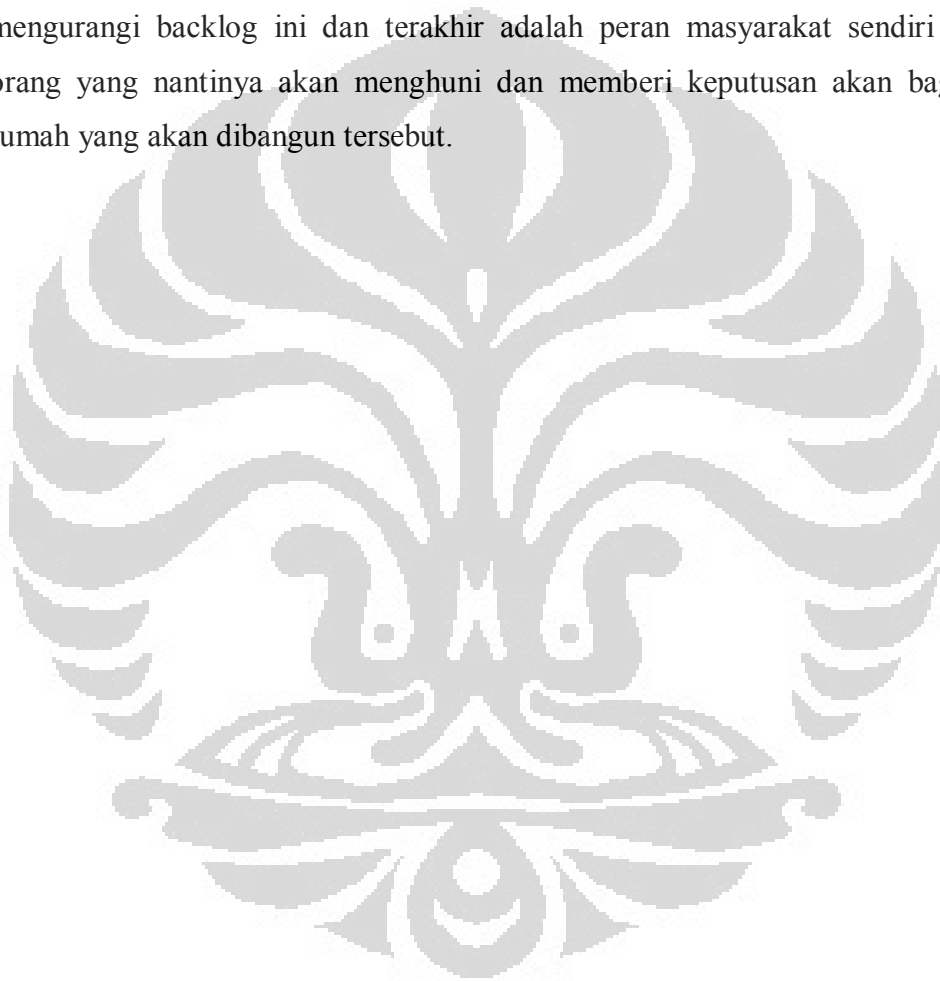 mengurangi backlog ini dan terakhir adalah peran masyarakat sendiri
orang yang nantinya akan menghuni dan memberi keputusan akan bag
rumah yang akan dibangun tersebut.